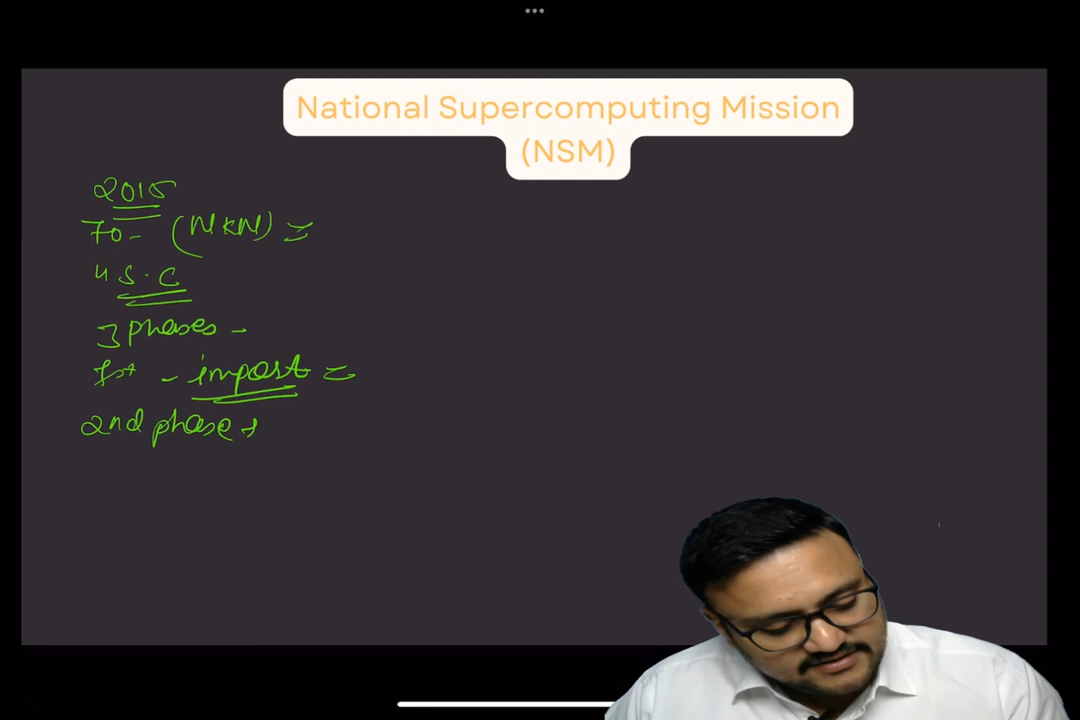 National Supercomputing Mission
(NSM)
2015
70- (NKN) =
4 S.C
3 phases -
1st - import =
2nd phase →